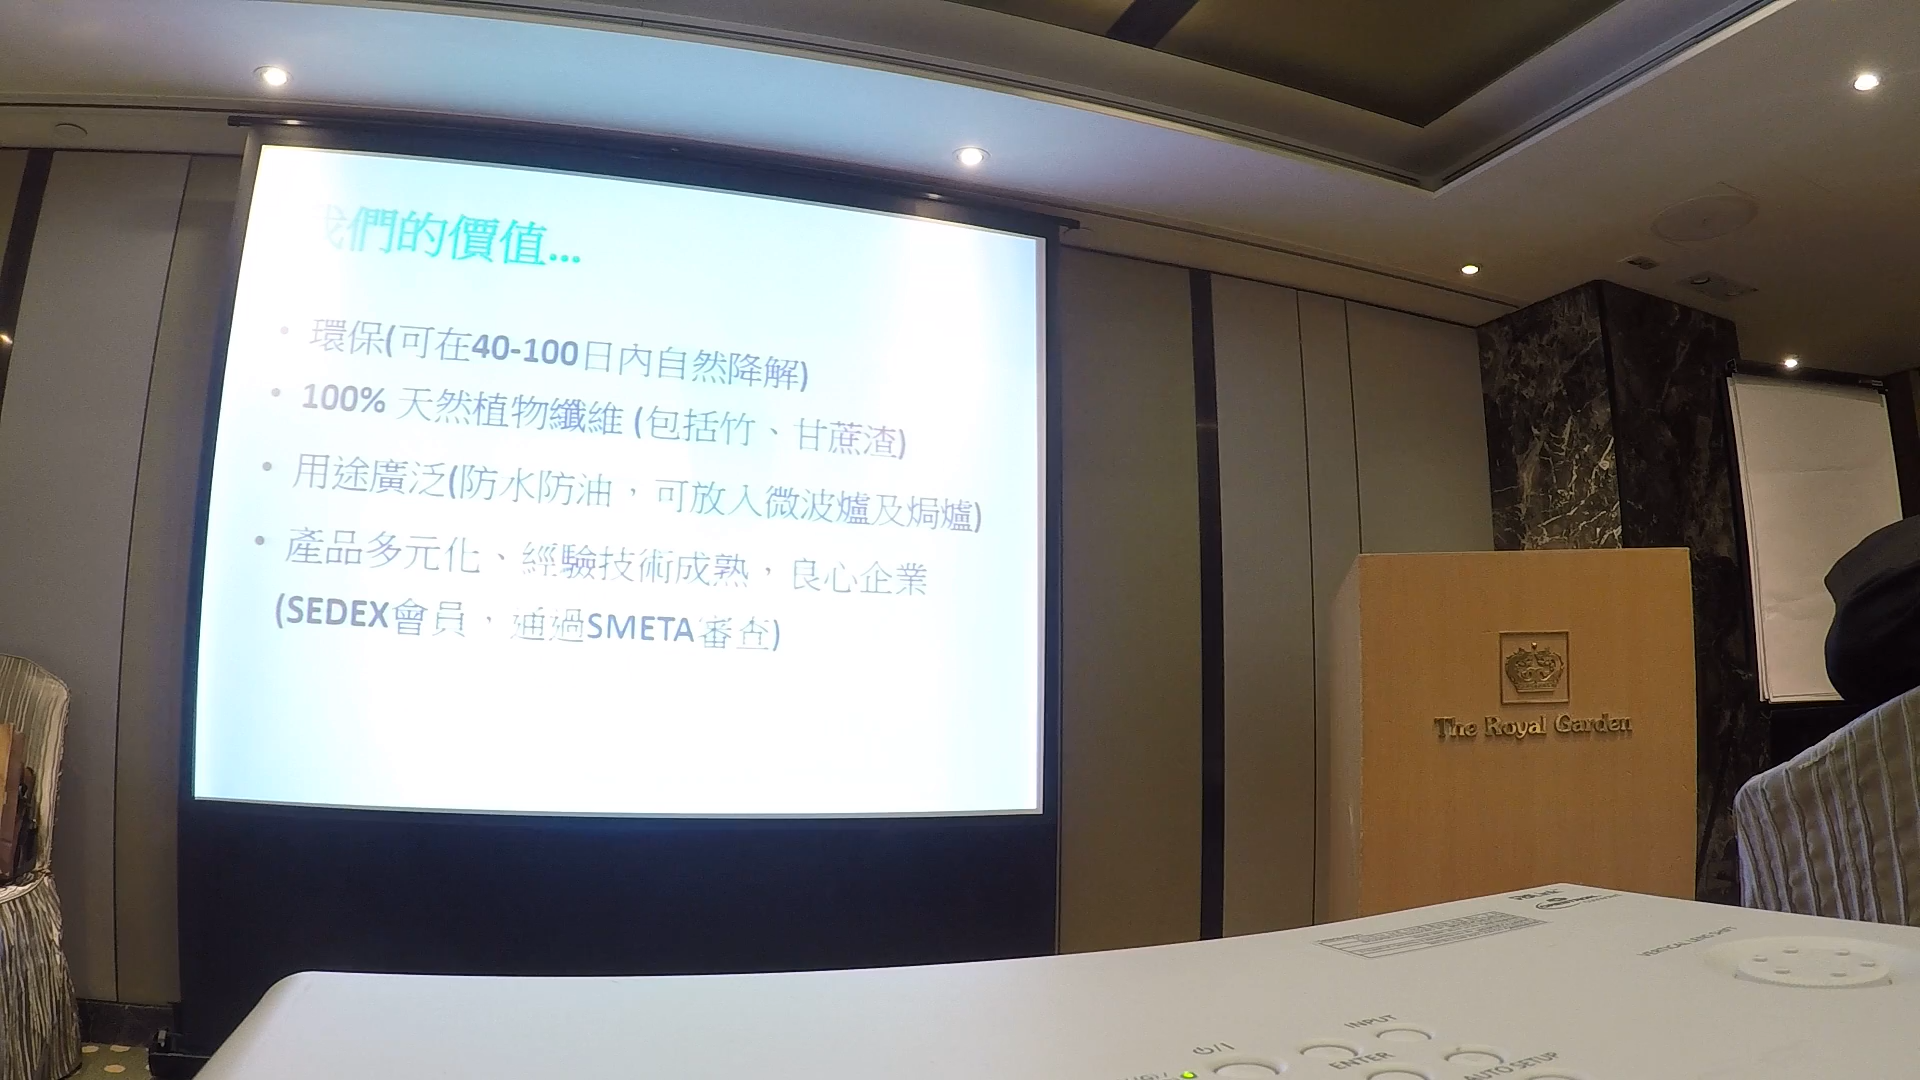 我們的價值...
• 環保(可在40-100日內自然降解)
• 100% 天然植物纖維 (包括竹、甘蔗渣)
• 用途廣泛(防水防油，可放入微波爐及焗爐)
• 產品多元化、經驗技術成熟，良心企業
(SEDEX會員，通過SMETA審查)
The Royal Garden
VERTICAL LENS SHIFT
INPUT
ENTER
AUTO SETUP